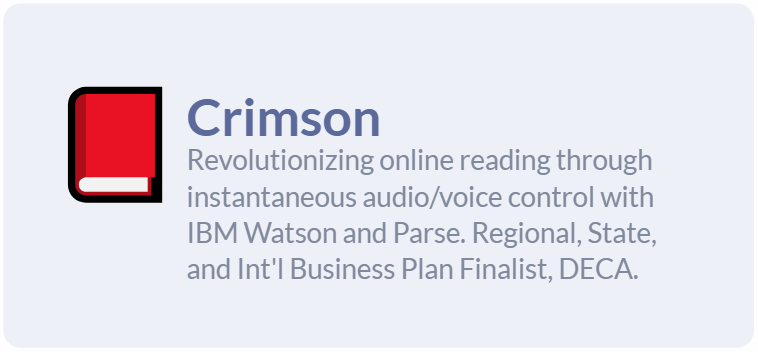 Crimson
Revolutionizing online reading through
instantaneous audio/voice control with
IBM Watson and Parse. Regional, State,
and Int'l Business Plan Finalist, DECA.